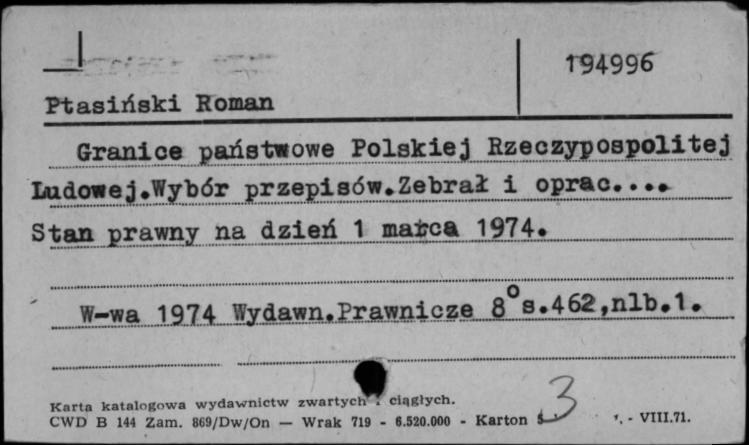 194996
Ptasiński Roman
Granice państwowe Polskiej Rzeczypospolitej
Ludowej.Wybór przepisów.Zebrał i oprac....
Stan prawny na dzień 1 marca 1974.
W-wa 1974 Wydawn.Prawnicze 8° s.462,nlb.1.
Karta katalogowa wydawnictw zwartych i ciągłych.
CWD B 144 Zam. 869/Dw/On — Wrak 719 - 6.520.000 - Karton 3 - VIII.71.